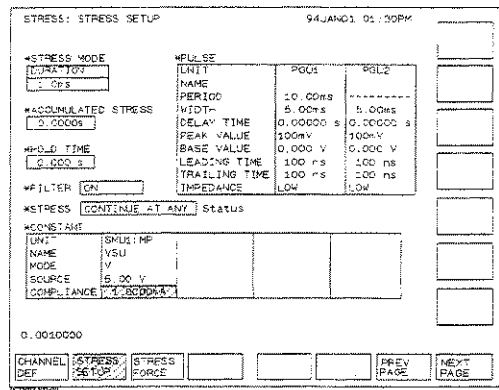 STRESS: STRESS SETUP 94JAN01 01:30PM
*STRESS MODE
DURATION
*ACCUMULATED STRESS
0.0000s
*HOLD TIME
0.000 s
*FILTER ON
*STRESS CONTINUE AT ANY Status
*PULSE
UNIT PGU1 PGU2
NAME
PERIOD 10.00ms --------
WIDTH 5.00ms 5.00ms
DELAY TIME 0.00000 s 0.00000 s
PEAK VALUE 100mV 100mV
BASE VALUE 0.000 V 0.000 V
LEADING TIME 100 ns 100 ns
TRAILING TIME 100 ns 100 ns
IMPEDANCE LOW LOW
*CONSTANT
UNIT SMU1:MP
NAME VSU
MODE V
SOURCE 5.00 V
COMPLIANCE
0.0010000
CHANNEL DEF
STRESS SETUP
STRESS FORCE
PREV PAGE
NEXT PAGE